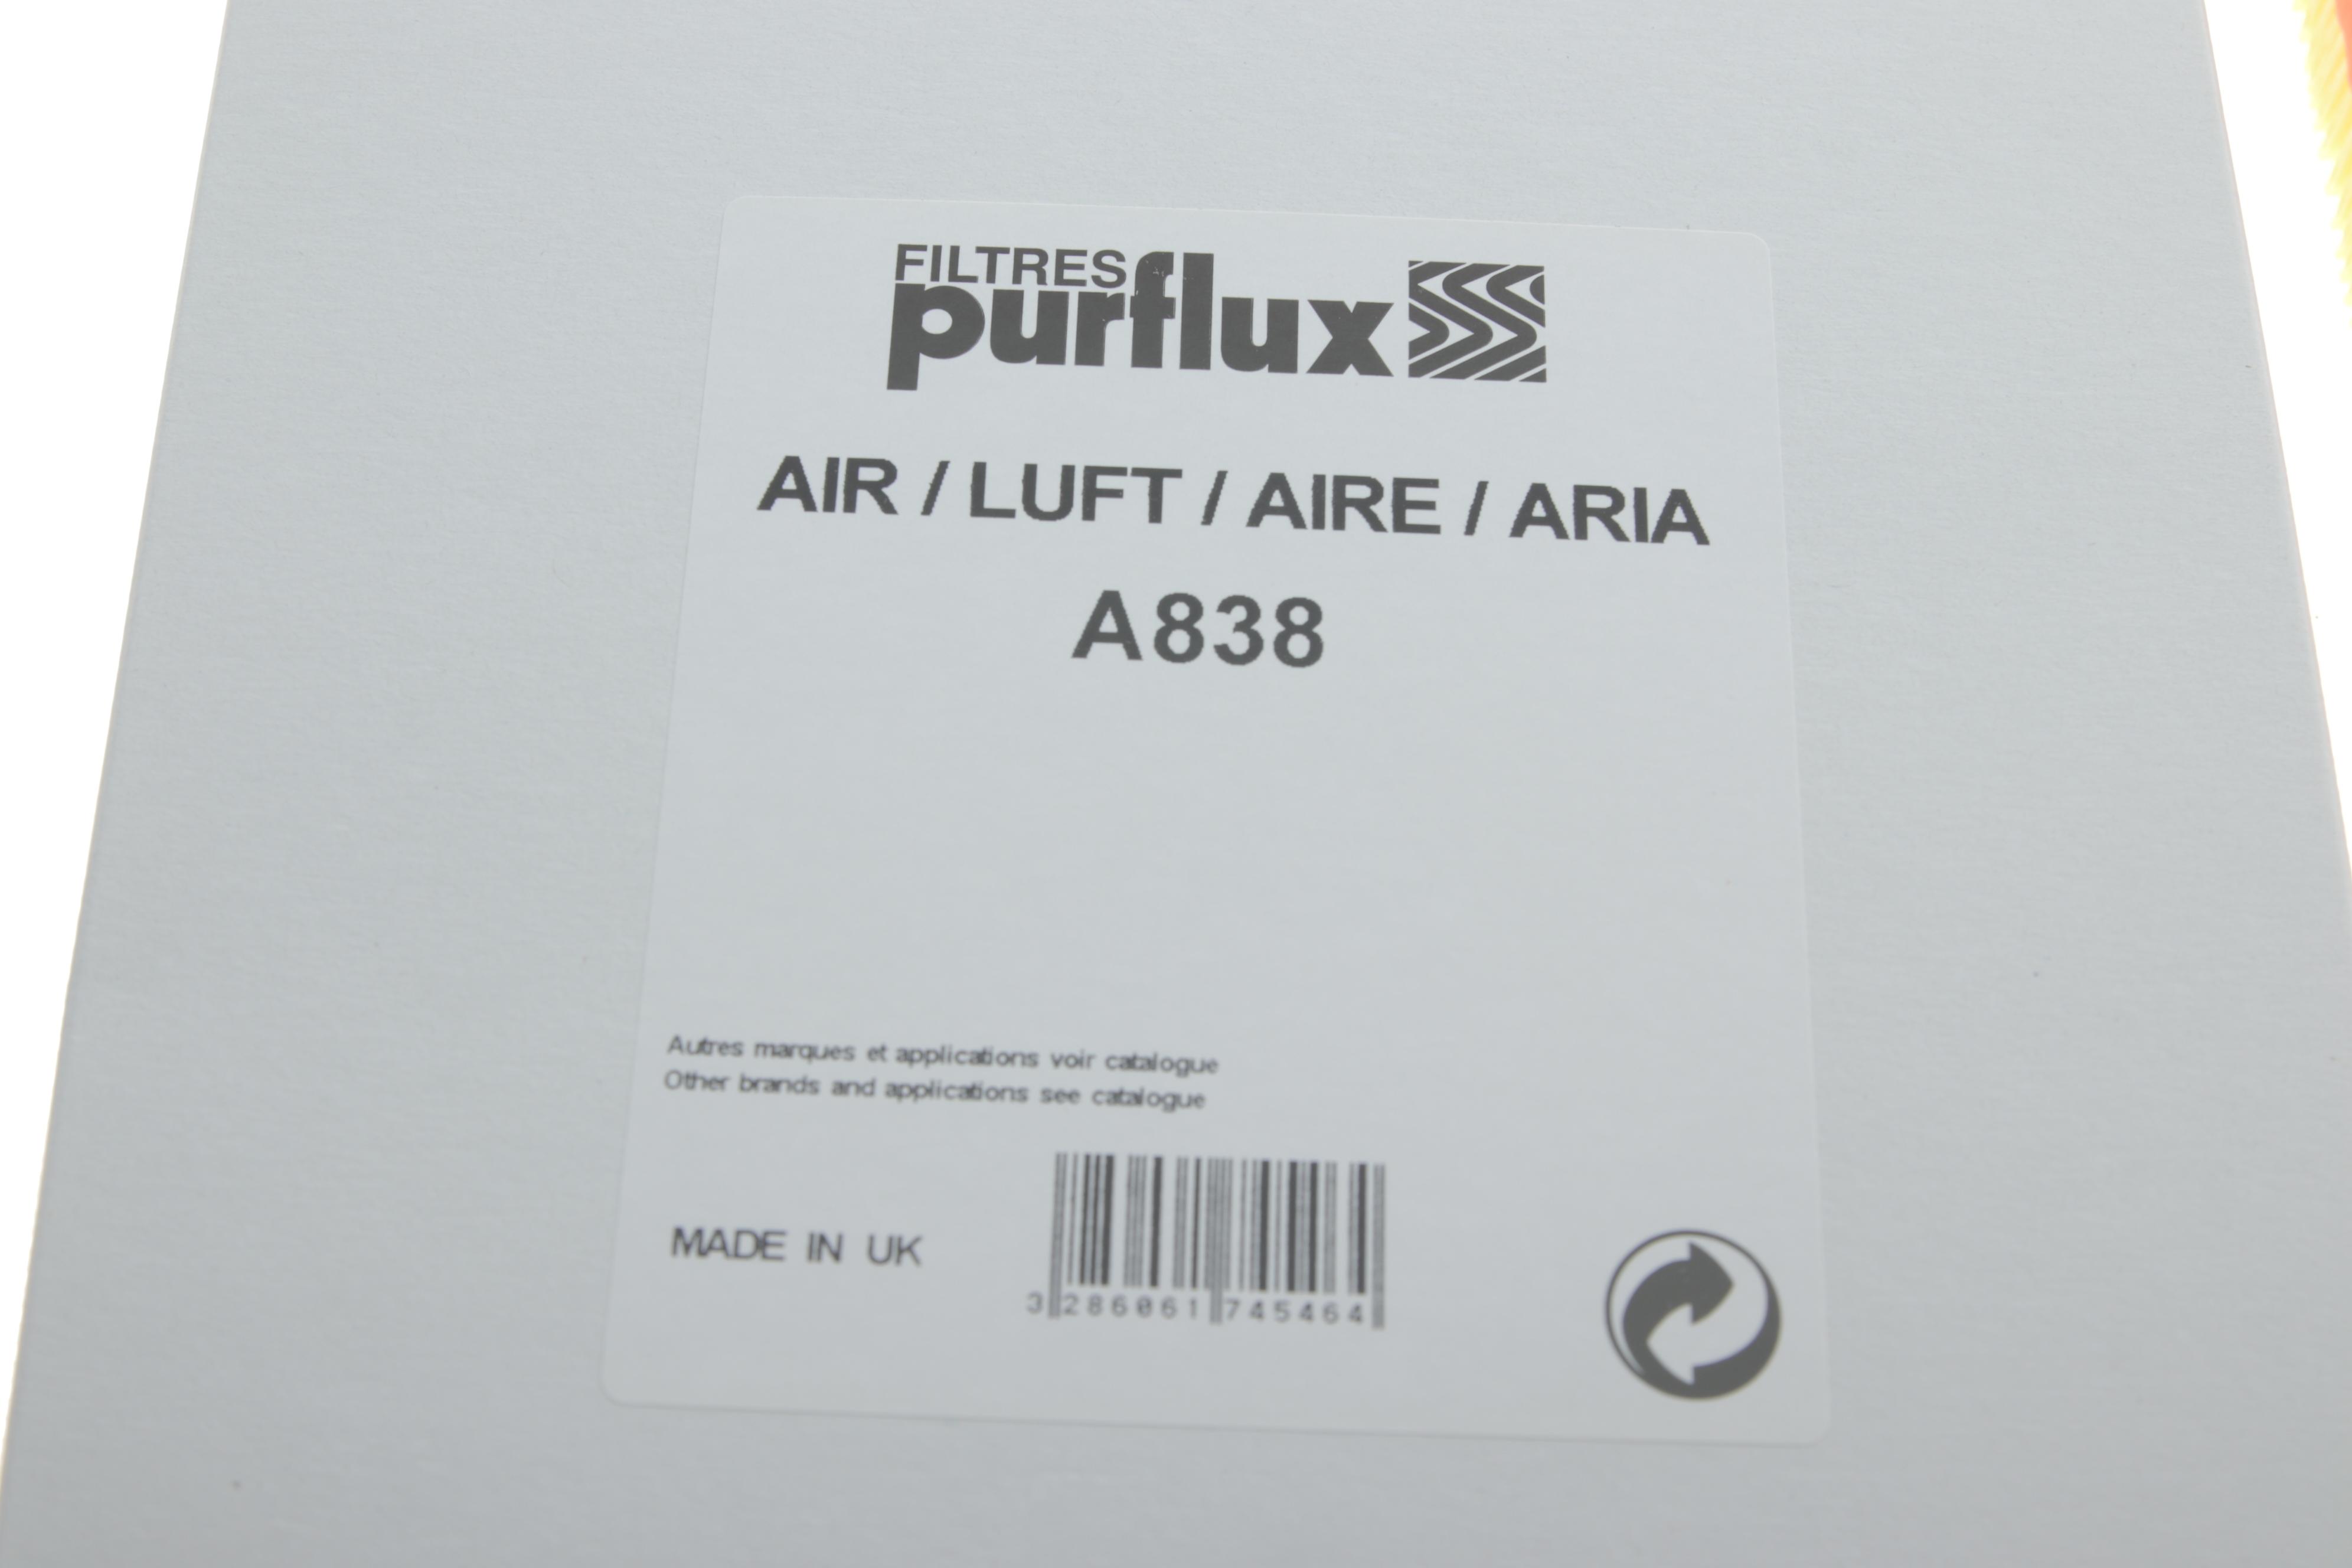 FILTRES
purflux
AIR / LUFT / AIRE / ARIA
A838
Autres marques et applications voir catalogue
Other brands and applications see catalogue
MADE IN UK
3 286061 745464